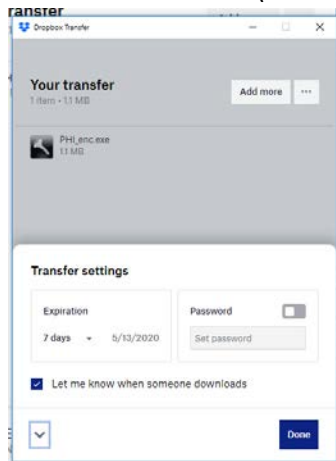 ransfer
Dropbox Transfer
Your transfer
1 item • 1.1 MB
Add more
PHI_enc.exe
1.1 MB
Transfer settings
Expiration
Password
7 days
5/13/2020
Set password
Let me know when someone downloads
Done